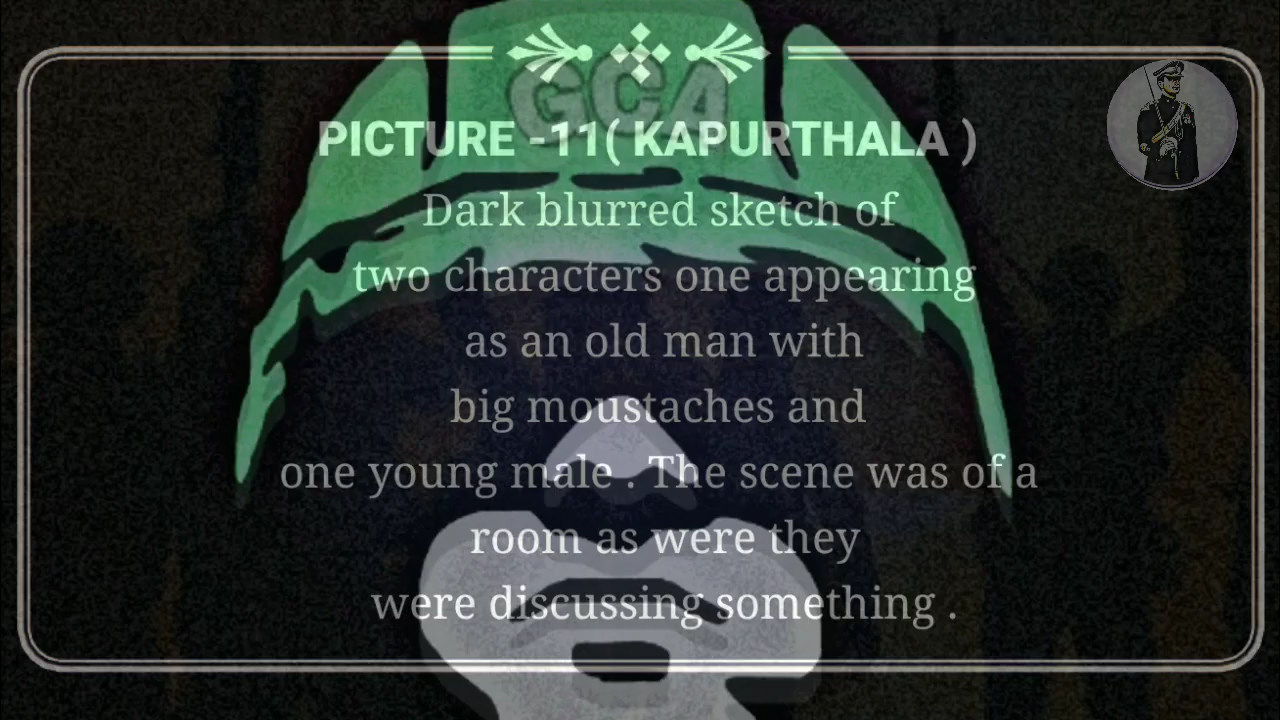 GCA
PICTURE -11( KAPURTHALA )
Dark blurred sketch of
two characters one appearing
as an old man with
big moustaches and
one young male . The scene was of a
room as were they
were discussing something .